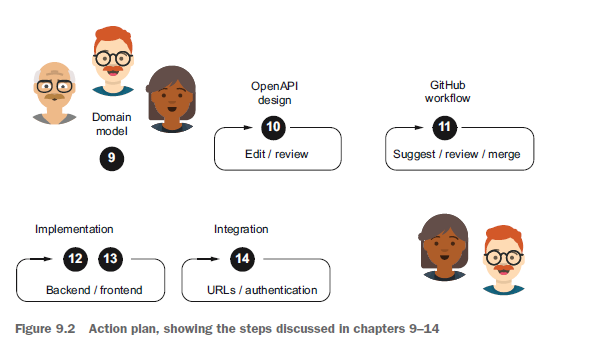 Domain
model
9
OpenAPI
design
10
Edit / review
GitHub
workflow
11
Suggest / review / merge
Implementation
12 13
Backend / frontend
Integration
14
URLs / authentication
Figure 9.2 Action plan, showing the steps discussed in chapters 9–14